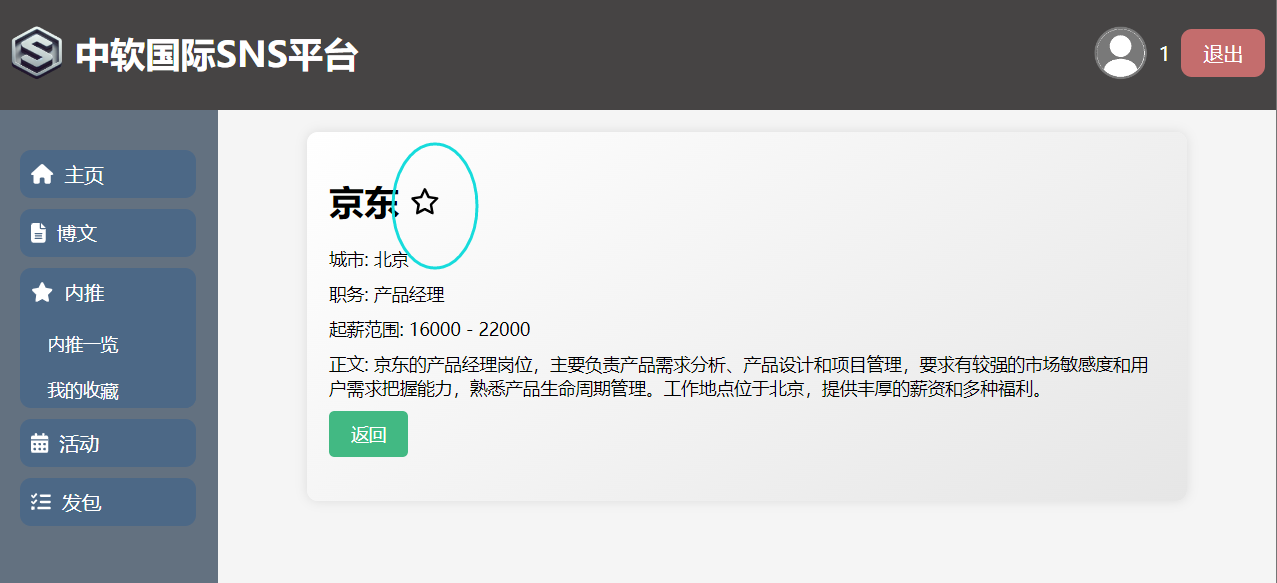 中软国际SNS平台
1
退出
主页
博文
内推
内推一览
我的收藏
活动
发包
京东
城市: 北京
职务: 产品经理
起薪范围: 16000 - 22000
正文: 京东的产品经理岗位，主要负责产品需求分析、产品设计和项目管理，要求有较强的市场敏感度和用
户需求把握能力，熟悉产品生命周期管理。工作地点位于北京，提供丰厚的薪资和多种福利。
返回